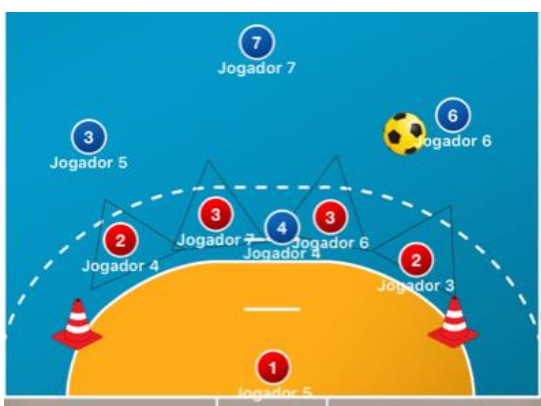 7
Jogador 7
6
Jogador 6
3
Jogador 5
3
Jogador 7
3
Jogador 6
4
Jogador 4
2
Jogador 4
2
Jogador 3
1
Jogador 5